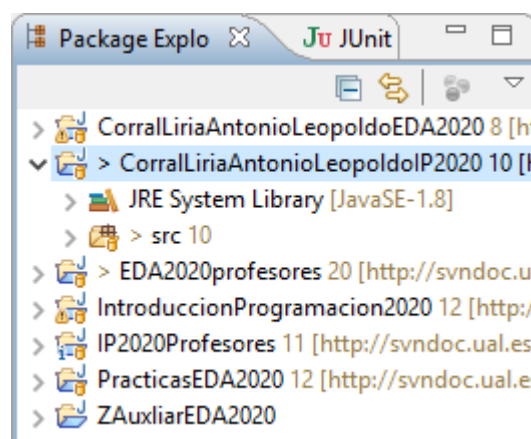 Package Explo JUnit
CorralLiriaAntonioLeopoldoEDA2020 8 [h
> CorralLiriaAntonioLeopoldoIP2020 10 [
JRE System Library [JavaSE-1.8]
> src 10
> EDA2020profesores 20 [http://svndoc.u
IntroduccionProgramacion2020 12 [http:/
IP2020Profesores 11 [http://svndoc.ual.es
PracticasEDA2020 12 [http://svndoc.ual.e
ZAuxliarEDA2020